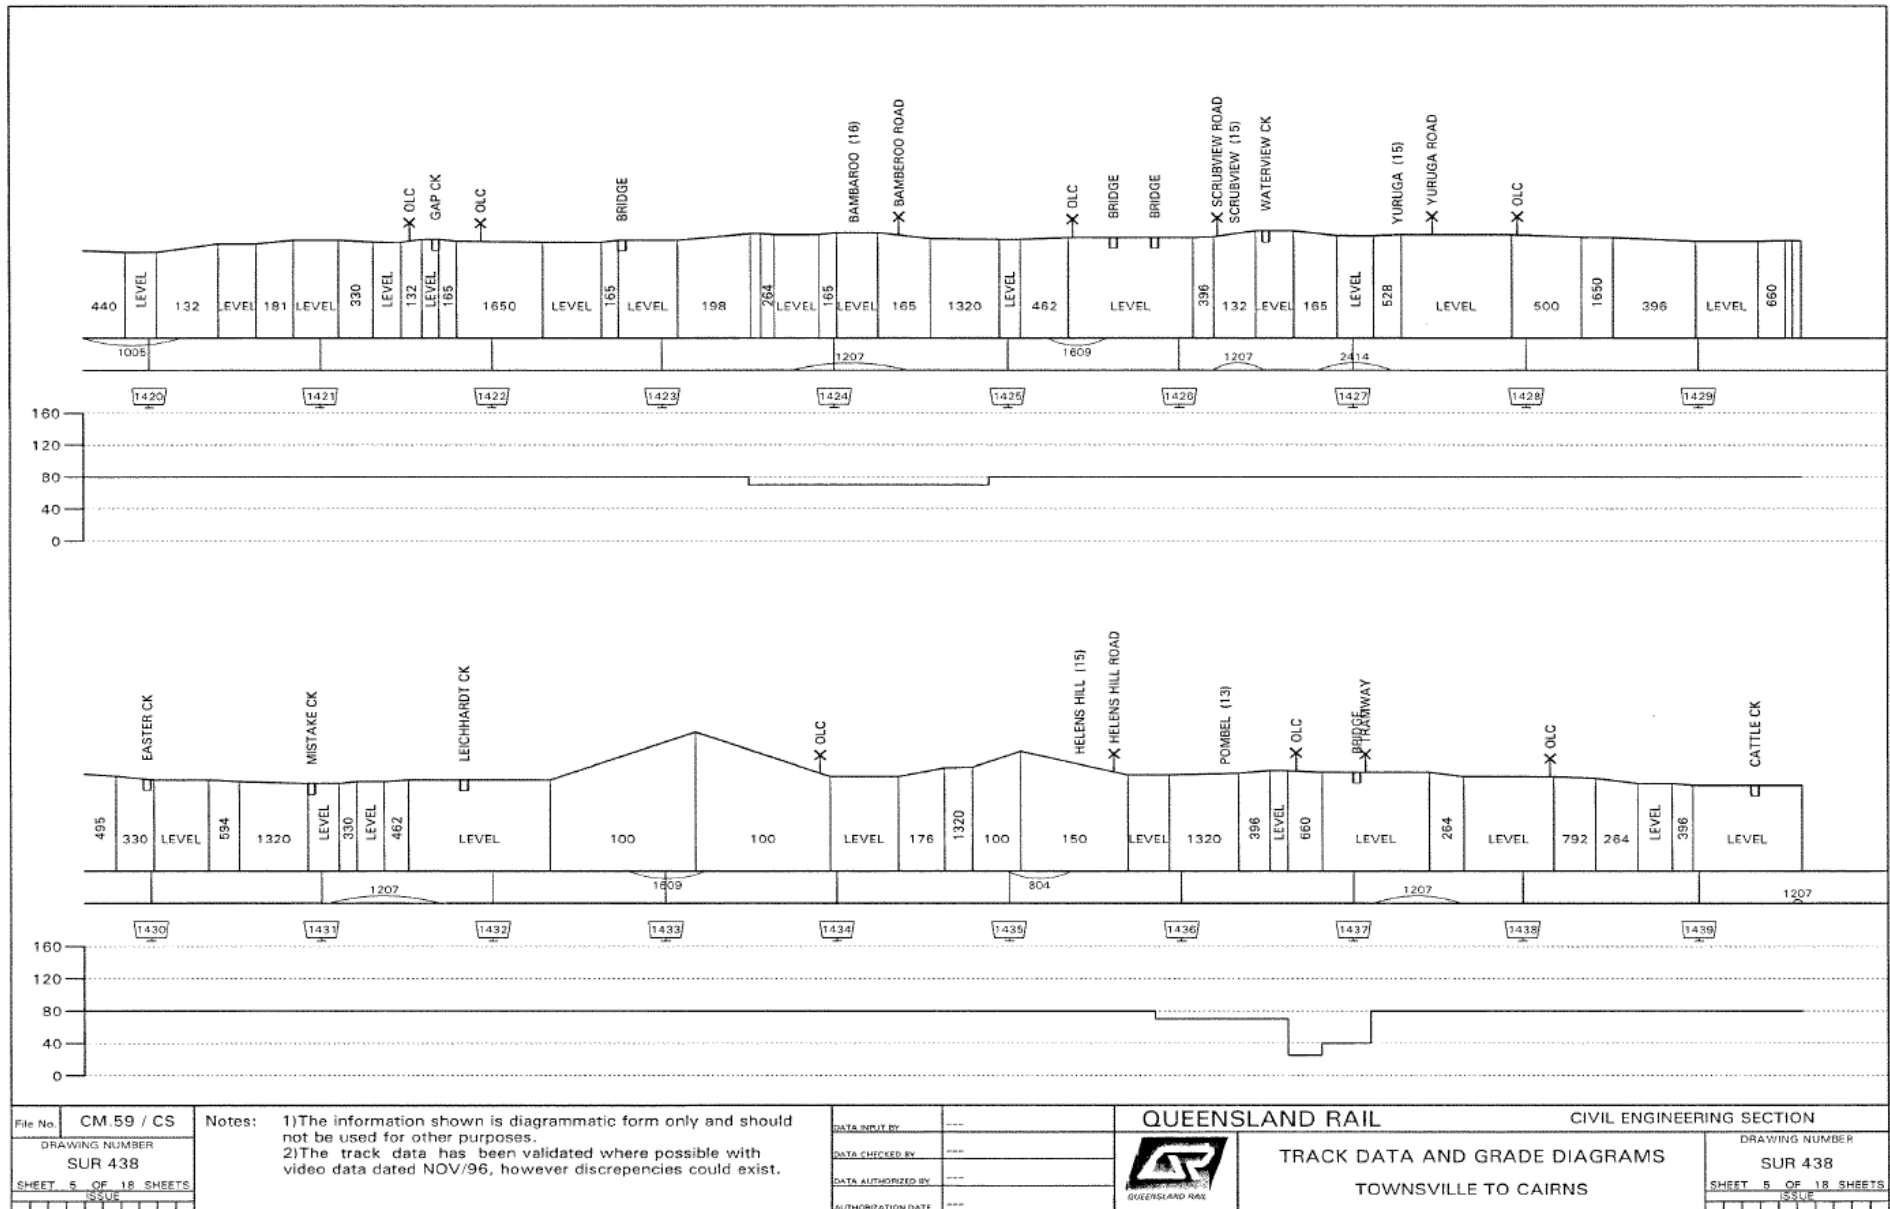 OLC
GAP CK
OLC
BRIDGE
BAMBAROO (16)
BAMBEROO ROAD
OLC
BRIDGE
BRIDGE
SCRUBVIEW ROAD
SCRUBVIEW (15)
WATERVIEW CK
YURUGA (15)
YURUGA ROAD
OLC
440 LEVEL 132 LEVEL 181 LEVEL 330 LEVEL 132 LEVEL 165 1650 LEVEL 165 LEVEL 198 264 LEVEL 165 LEVEL 165 1320 LEVEL 462 LEVEL 396 132 LEVEL 165 LEVEL 528 LEVEL 500 1650 396 LEVEL 660
1005 1207 1609 1207 2414
1420 1421 1422 1423 1424 1425 1426 1427 1428 1429
160
120
80
40
0
EASTER CK
MISTAKE CK
LEICHHARDT CK
OLC
HELENS HILL (15)
HELENS HILL ROAD
POMBEL (13)
OLC
BRIDGE
TRAMWAY
OLC
CATTLE CK
495 330 LEVEL 594 1320 LEVEL 330 LEVEL 462 LEVEL 100 100 LEVEL 176 1320 100 150 LEVEL 1320 396 LEVEL 660 LEVEL 264 LEVEL 792 264 LEVEL 396 LEVEL
1207 1609 804 1207 1207
1430 1431 1432 1433 1434 1435 1436 1437 1438 1439
160
120
80
40
0
File No. CM.59 / CS
DRAWING NUMBER
SUR 438
SHEET 5 OF 18 SHEETS
ISSUE
Notes: 1)The information shown is diagrammatic form only and should
not be used for other purposes.
2)The track data has been validated where possible with
video data dated NOV/96, however discrepencies could exist.
DATA INPUT BY ---
DATA CHECKED BY ---
DATA AUTHORIZED BY ---
AUTHORIZATION DATE ---
QUEENSLAND RAIL CIVIL ENGINEERING SECTION
QUEENSLAND RAIL
TRACK DATA AND GRADE DIAGRAMS
TOWNSVILLE TO CAIRNS
DRAWING NUMBER
SUR 438
SHEET 5 OF 18 SHEETS
ISSUE